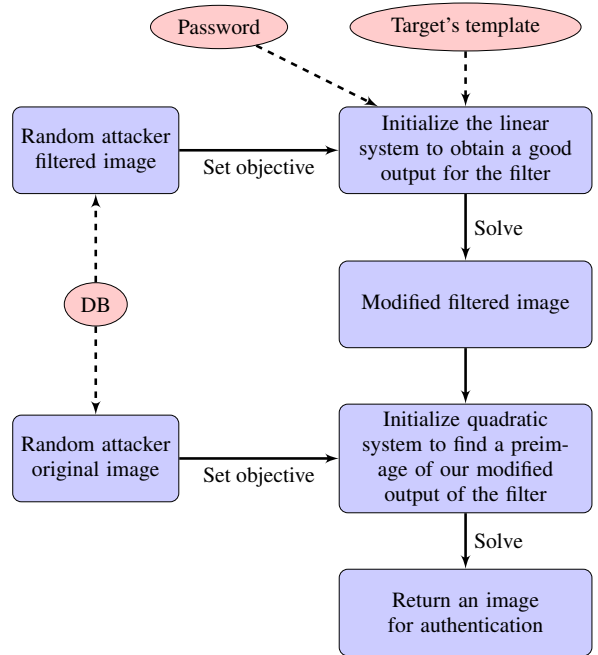 Password
Target's template
Random attacker
filtered image
Set objective
Initialize the linear
system to obtain a good
output for the filter
Solve
DB
Modified filtered image
Random attacker
original image
Set objective
Initialize quadratic
system to find a preim-
age of our modified
output of the filter
Solve
Return an image
for authentication